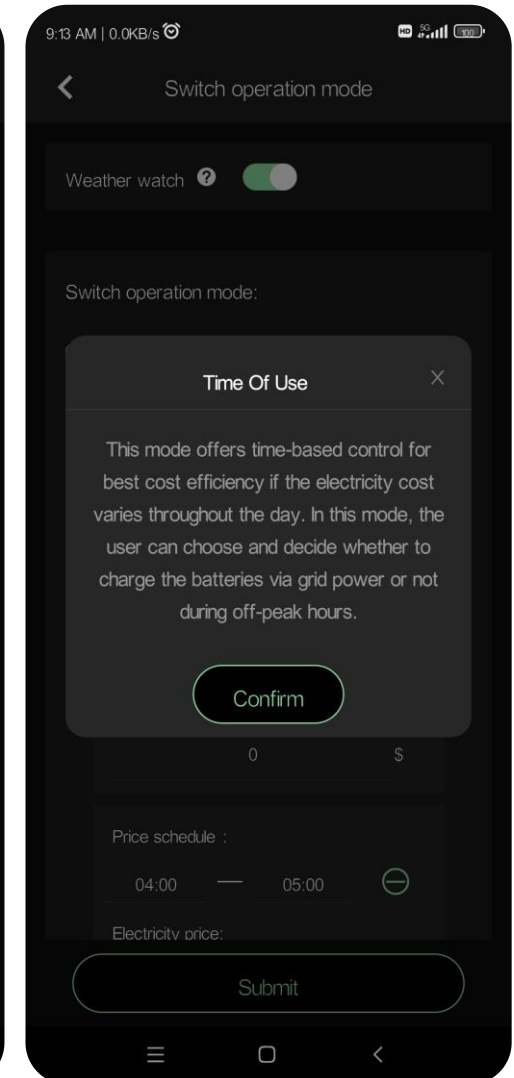 9:13 AM | 0.0KB/s
HD 5G 100
Switch operation mode
Weather watch ?
Switch operation mode:
Time Of Use X
This mode offers time-based control for
best cost efficiency if the electricity cost
varies throughout the day. In this mode, the
user can choose and decide whether to
charge the batteries via grid power or not
during off-peak hours.
Confirm
0 $
Price schedule :
04:00 — 05:00
Electricity price:
Submit